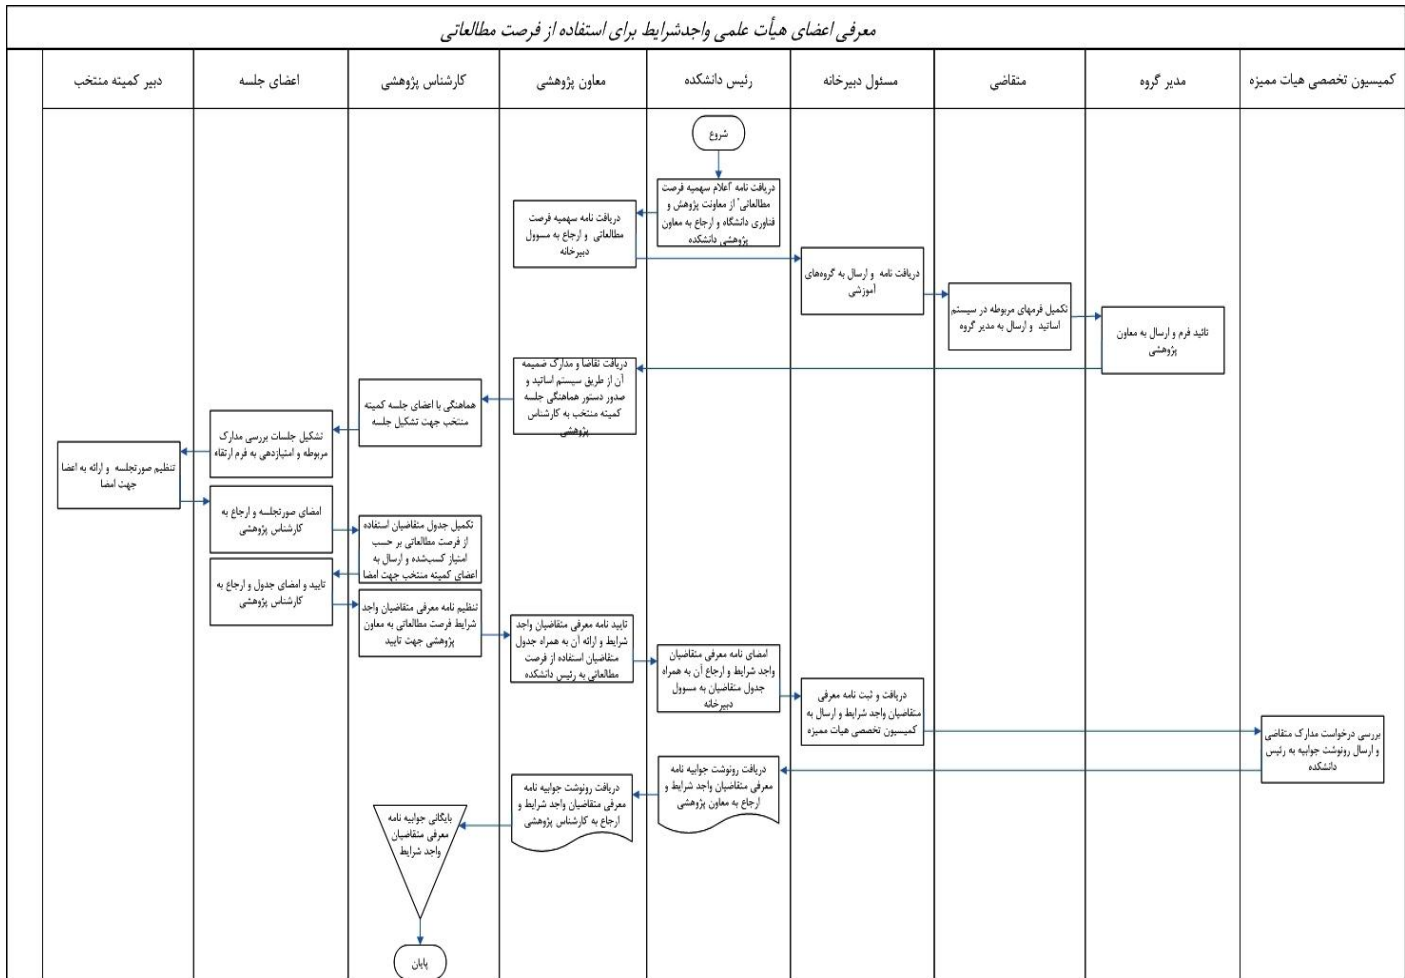 معرفی اعضای هیأت علمی واجدشرایط برای استفاده از فرصت مطالعاتی
کمیسیون تخصصی هیات ممیزه
مدیر گروه
متقاضی
مسئول دبیرخانه
رئیس دانشکده
معاون پژوهشی
کارشناس پژوهشی
اعضای جلسه
دبیر کمیته منتخب
شروع
دریافت نامه "اعلام سهمیه فرصت
مطالعاتی" از معاونت پژوهش و
فناوری دانشگاه و ارجاع به معاون
پژوهشی دانشکده
دریافت نامه سهمیه فرصت
مطالعاتی و ارجاع به مسوول
دبیرخانه
دریافت نامه و ارسال به گروه‌های
آموزشی
تکمیل فرمهای مربوطه در سیستم
اساتید و ارسال به مدیر گروه
تائید فرم و ارسال به معاون
پژوهشی
دریافت تقاضا و مدارک ضمیمه
آن از طریق سیستم اساتید و
صدور دستور هماهنگی جلسه
کمیته منتخب به کارشناس
پژوهشی
هماهنگی با اعضای جلسه کمیته
منتخب جهت تشکیل جلسه
تشکیل جلسات بررسی مدارک
مربوطه و امتیازدهی به فرم ارتقاء
تنظیم صورتجلسه و ارائه به اعضا
جهت امضا
امضای صورتجلسه و ارجاع به
کارشناس پژوهشی
تکمیل جدول متقاضیان استفاده
از فرصت مطالعاتی بر حسب
امتیاز کسب‌شده و ارسال به
اعضای کمیته منتخب جهت امضا
تایید و امضای جدول و ارجاع به
کارشناس پژوهشی
تنظیم نامه معرفی متقاضیان واجد
شرایط فرصت مطالعاتی به معاون
پژوهشی جهت تایید
تایید نامه معرفی متقاضیان واجد
شرایط و ارائه آن به همراه جدول
متقاضیان استفاده از فرصت
مطالعاتی به رئیس دانشکده
امضای نامه معرفی متقاضیان
واجد شرایط و ارجاع آن به همراه
جدول متقاضیان به مسوول
دبیرخانه
دریافت و ثبت نامه معرفی
متقاضیان واجد شرایط و ارسال به
کمیسیون تخصصی هیات ممیزه
بررسی درخواست مدارک متقاضی
و ارسال رونوشت جوابیه به رئیس
دانشکده
دریافت رونوشت جوابیه نامه
معرفی متقاضیان واجد شرایط و
ارجاع به معاون پژوهشی
دریافت رونوشت جوابیه نامه
معرفی متقاضیان واجد شرایط و
ارجاع به کارشناس پژوهشی
بایگانی جوابیه نامه
معرفی متقاضیان
واجد شرایط
پایان